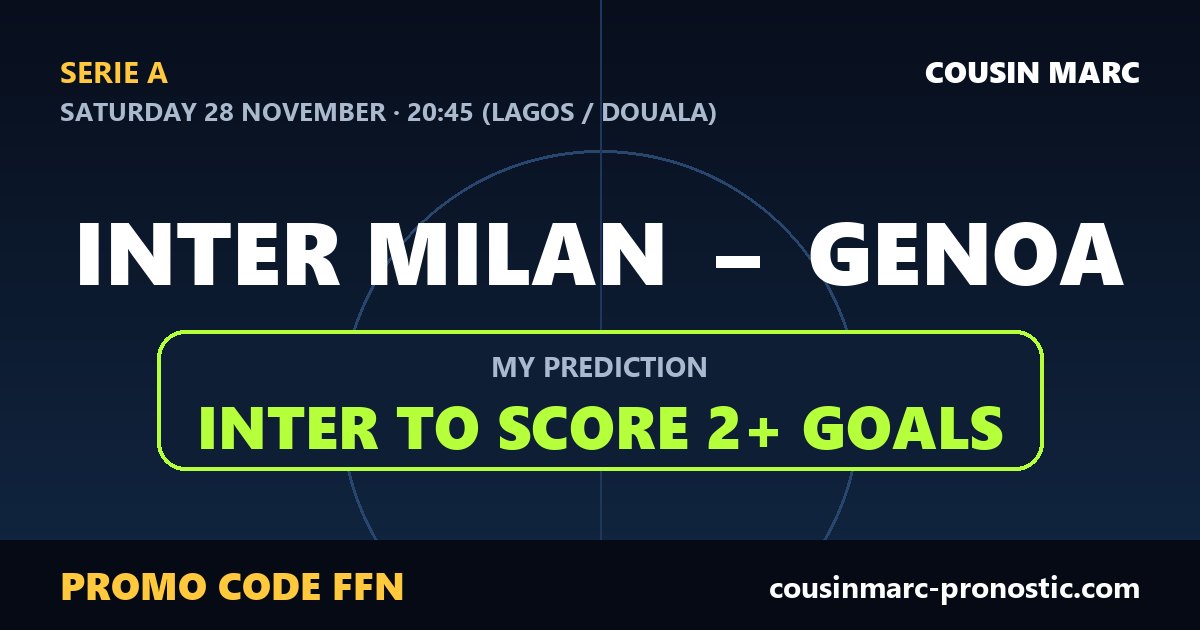 SERIE A
COUSIN MARC
SATURDAY 28 NOVEMBER · 20:45 (LAGOS / DOUALA)
INTER MILAN – GENOA
MY PREDICTION
INTER TO SCORE 2+ GOALS
PROMO CODE FFN
cousinmarc-pronostic.com